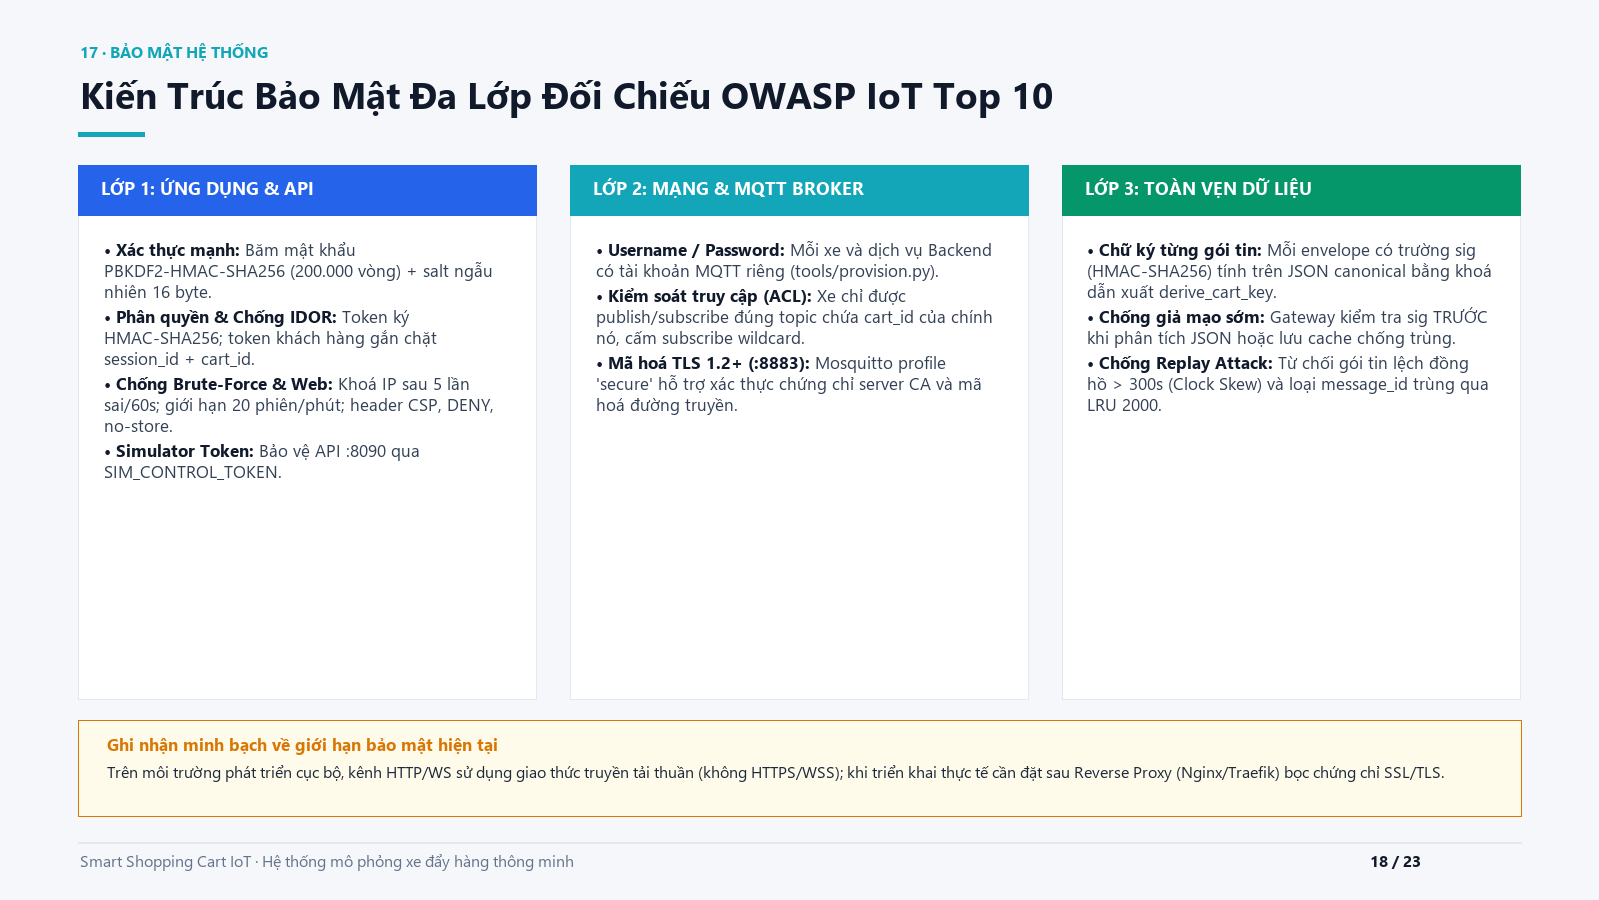 17 · BẢO MẬT HỆ THỐNG
Kiến Trúc Bảo Mật Đa Lớp Đối Chiếu OWASP IoT Top 10
LỚP 1: ỨNG DỤNG & API
• Xác thực mạnh: Băm mật khẩu
PBKDF2-HMAC-SHA256 (200.000 vòng) + salt ngẫu
nhiên 16 byte.
• Phân quyền & Chống IDOR: Token ký
HMAC-SHA256; token khách hàng gắn chặt
session_id + cart_id.
• Chống Brute-Force & Web: Khoá IP sau 5 lần
sai/60s; giới hạn 20 phiên/phút; header CSP, DENY,
no-store.
• Simulator Token: Bảo vệ API :8090 qua
SIM_CONTROL_TOKEN.
LỚP 2: MẠNG & MQTT BROKER
• Username / Password: Mỗi xe và dịch vụ Backend
có tài khoản MQTT riêng (tools/provision.py).
• Kiểm soát truy cập (ACL): Xe chỉ được
publish/subscribe đúng topic chứa cart_id của chính
nó, cấm subscribe wildcard.
• Mã hoá TLS 1.2+ (:8883): Mosquitto profile
'secure' hỗ trợ xác thực chứng chỉ server CA và mã
hoá đường truyền.
LỚP 3: TOÀN VẸN DỮ LIỆU
• Chữ ký từng gói tin: Mỗi envelope có trường sig
(HMAC-SHA256) tính trên JSON canonical bằng khoá
dẫn xuất derive_cart_key.
• Chống giả mạo sớm: Gateway kiểm tra sig TRƯỚC
khi phân tích JSON hoặc lưu cache chống trùng.
• Chống Replay Attack: Từ chối gói tin lệch đồng
hồ > 300s (Clock Skew) và loại message_id trùng qua
LRU 2000.
Ghi nhận minh bạch về giới hạn bảo mật hiện tại
Trên môi trường phát triển cục bộ, kênh HTTP/WS sử dụng giao thức truyền tải thuần (không HTTPS/WSS); khi triển khai thực tế cần đặt sau Reverse Proxy (Nginx/Traefik) bọc chứng chỉ SSL/TLS.
Smart Shopping Cart IoT · Hệ thống mô phỏng xe đẩy hàng thông minh
18 / 23